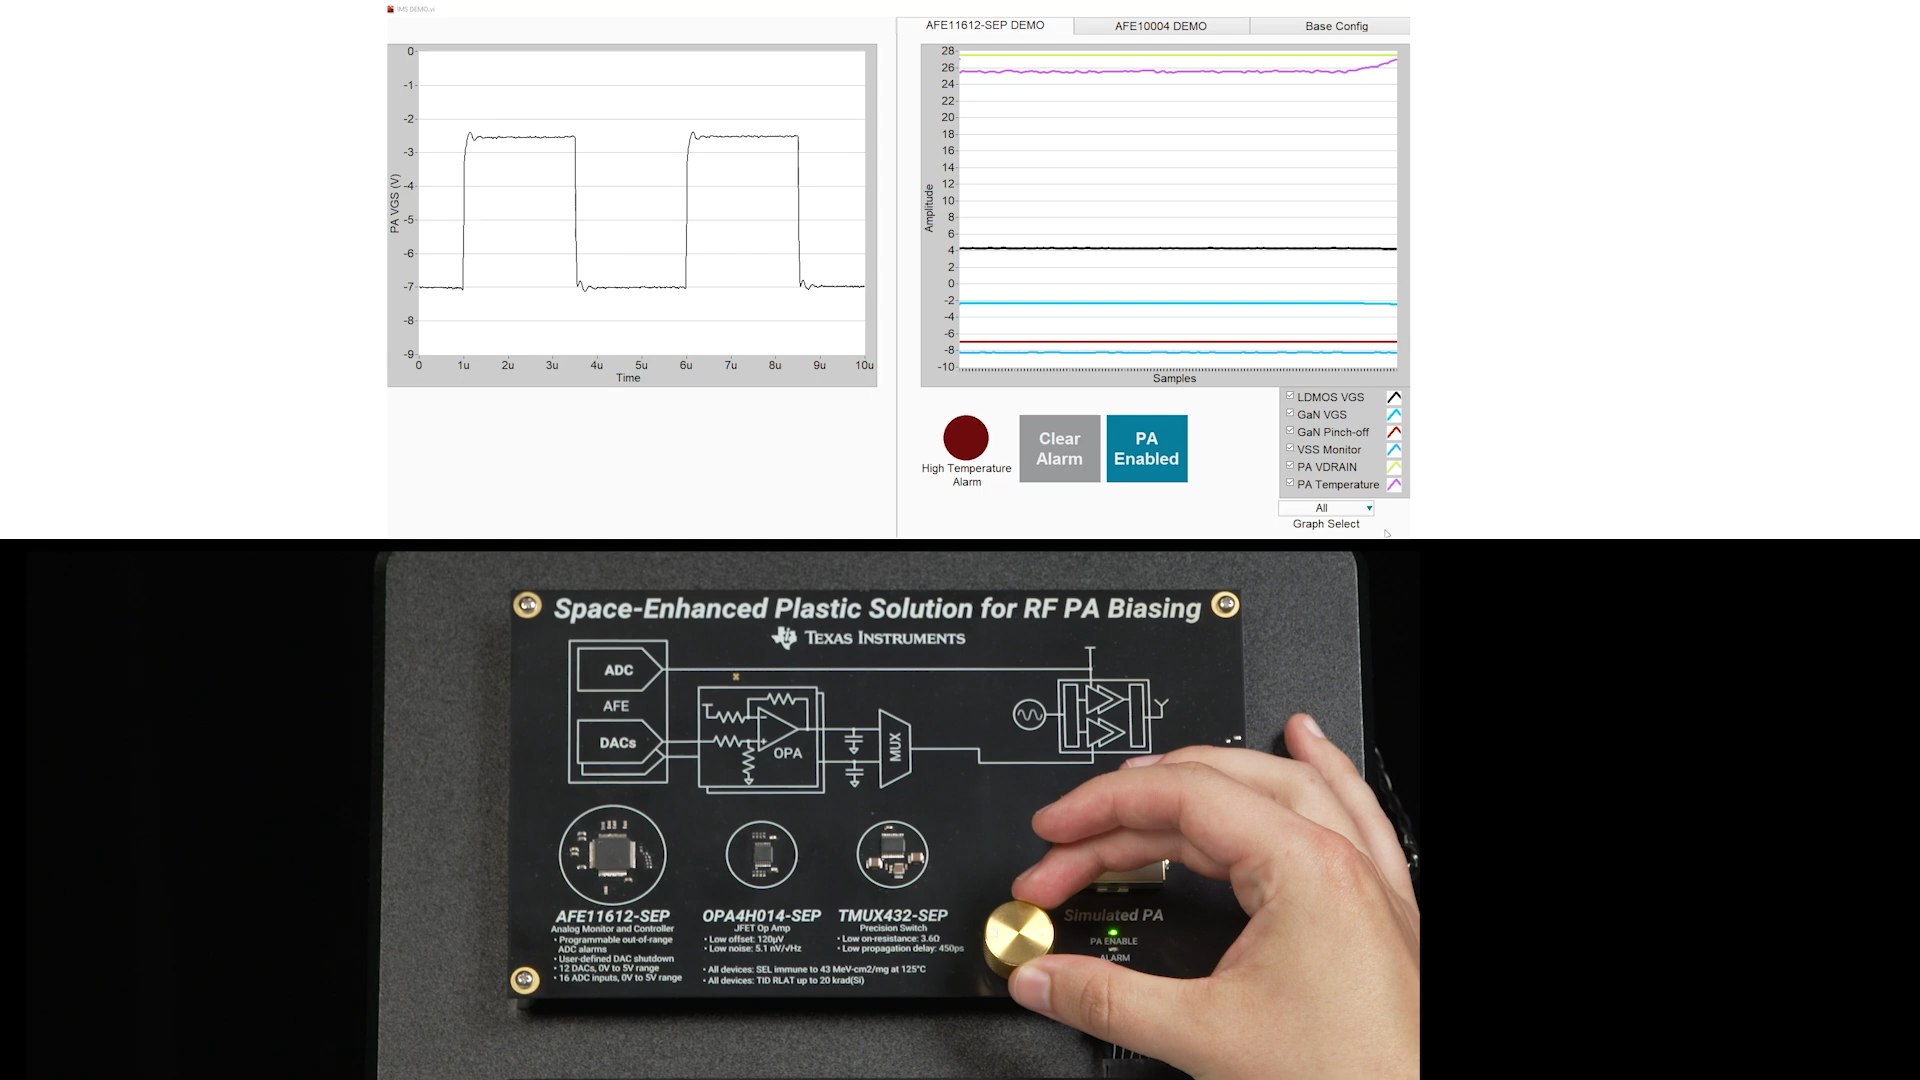 IMS DEMO.vi
AFE11612-SEP DEMO
AFE10004 DEMO
Base Config
0
-1
-2
-3
-4
-5
-6
-7
-8
-9
PA VGS (V)
0 1u 2u 3u 4u 5u 6u 7u 8u 9u 10u
Time
28
26
24
22
20
18
16
14
12
10
8
6
4
2
0
-2
-4
-6
-8
-10
Amplitude
Samples
High Temperature
Alarm
Clear
Alarm
PA
Enabled
LDMOS VGS
GaN VGS
GaN Pinch-off
VSS Monitor
PA VDRAIN
PA Temperature
All
Graph Select
Space-Enhanced Plastic Solution for RF PA Biasing
TEXAS INSTRUMENTS
ADC
AFE
DACs
OPA
MUX
AFE11612-SEP
Analog Monitor and Controller
• Programmable out-of-range
ADC alarms
• User-defined DAC shutdown
• 12 DACs, 0V to 5V range
• 16 ADC inputs, 0V to 5V range
OPA4H014-SEP
JFET Op Amp
• Low offset: 120µV
• Low noise: 5.1 nV/√Hz
TMUX432-SEP
Precision Switch
• Low on-resistance: 3.6Ω
• Low propagation delay: 450ps
• All devices: SEL immune to 43 MeV-cm2/mg at 125°C
• All devices: TID RLAT up to 20 krad(Si)
Simulated PA
PA ENABLE
ALARM